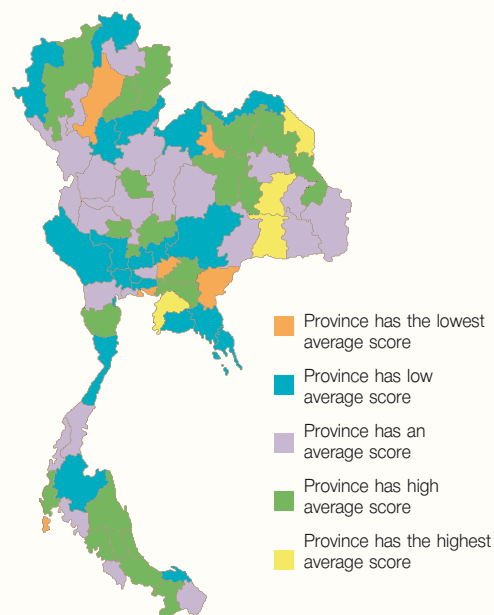 Province has the lowest
average score
Province has low
average score
Province has an
average score
Province has high
average score
Province has the highest
average score